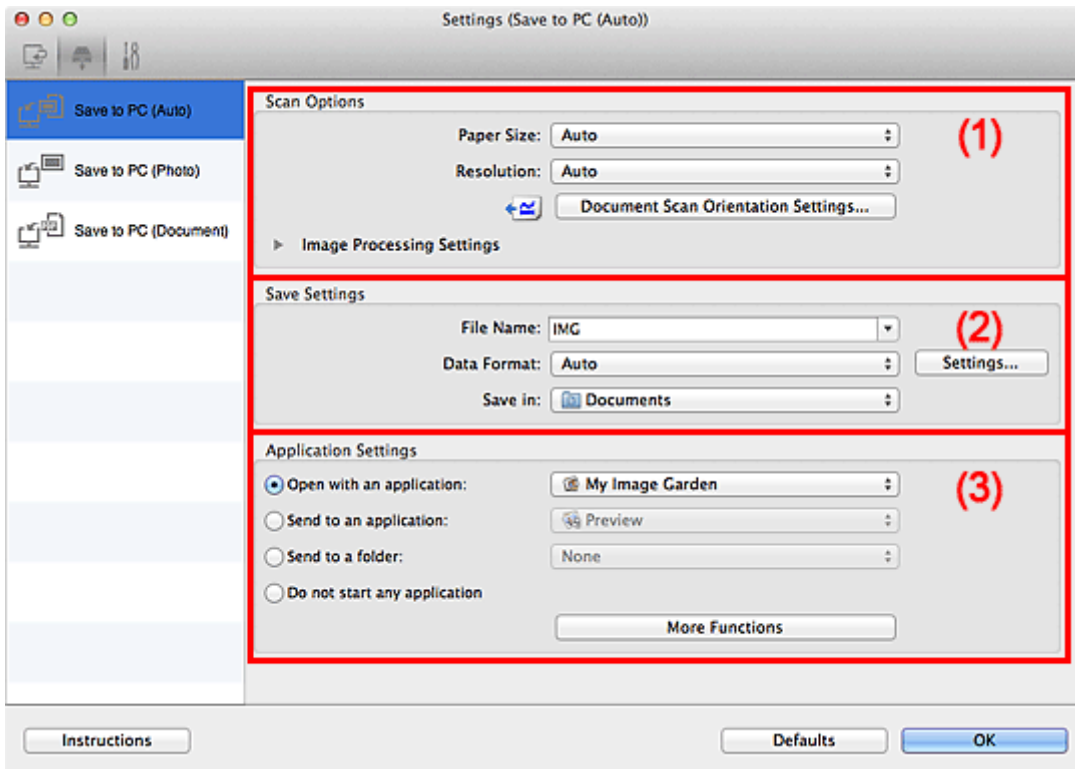 Settings (Save to PC (Auto))
Save to PC (Auto)
Save to PC (Photo)
Save to PC (Document)
Scan Options
(1)
Paper Size: Auto
Resolution: Auto
Document Scan Orientation Settings...
Image Processing Settings
Save Settings
(2)
File Name: IMG
Data Format: Auto Settings...
Save in: Documents
Application Settings
(3)
Open with an application: My Image Garden
Send to an application: Preview
Send to a folder: None
Do not start any application
More Functions
Instructions Defaults OK